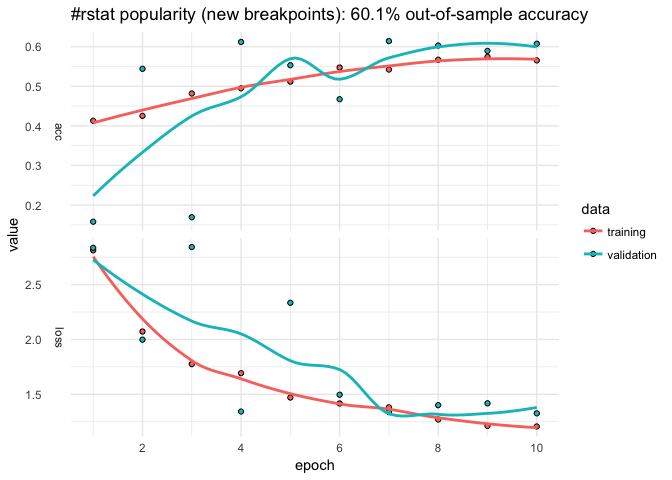 #rstat popularity (new breakpoints): 60.1% out-of-sample accuracy
value
acc
0.6
0.5
0.4
0.3
0.2
loss
2.5
2.0
1.5
2 4 6 8 10
epoch
data
training
validation